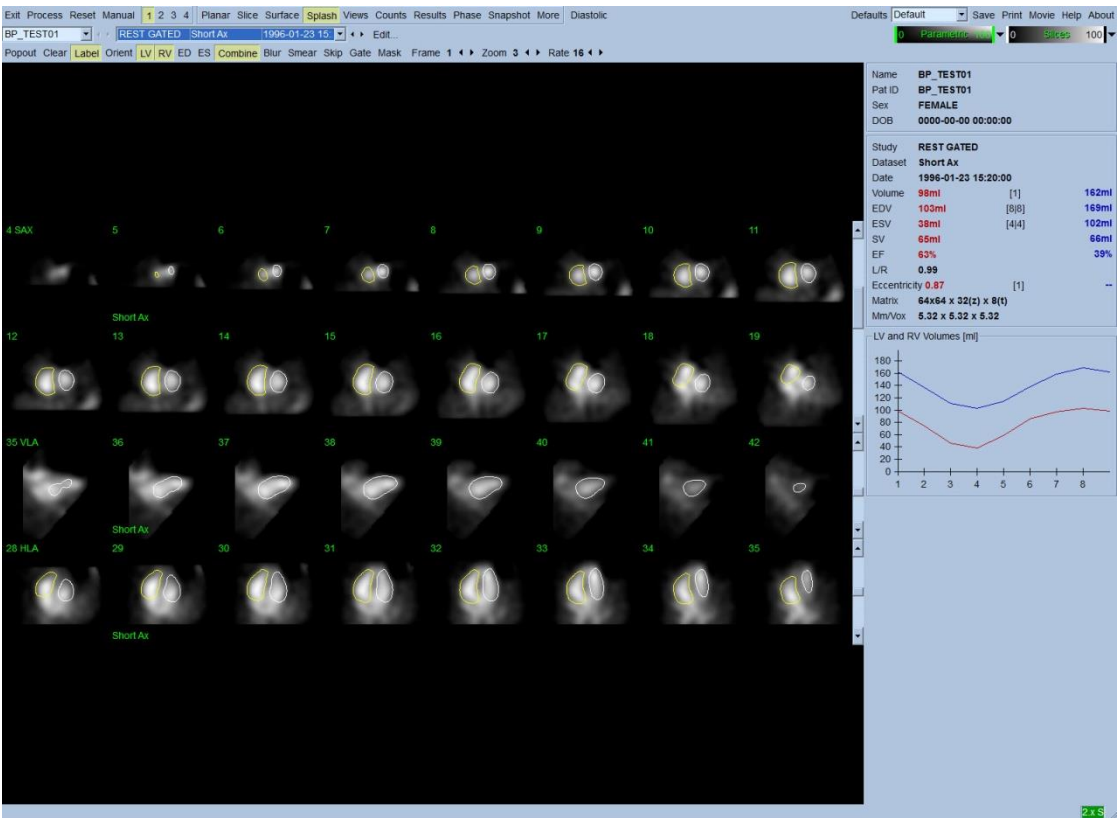 Exit Process Reset Manual 1 2 3 4 Planar Slice Surface Splash Views Counts Results Phase Snapshot More Diastolic Defaults Default Save Print Movie Help About
BP_TEST01 REST GATED Short Ax 1996-01-23 15: Edit... 0 Parametric 100 0 Slices 100
Popout Clear Label Orient LV RV ED ES Combine Blur Smear Skip Gate Mask Frame 1 Zoom 3 Rate 16
Name BP_TEST01
Pat ID BP_TEST01
Sex FEMALE
DOB 0000-00-00 00:00:00
Study REST GATED
Dataset Short Ax
Date 1996-01-23 15:20:00
Volume 98ml [1] 162ml
EDV 103ml [8|8] 169ml
ESV 38ml [4|4] 102ml
SV 65ml 66ml
EF 63% 39%
L/R 0.99
Eccentricity 0.87 [1] --
Matrix 64x64 x 32(z) x 8(t)
Mm/Vox 5.32 x 5.32 x 5.32
LV and RV Volumes [ml]
180
160
140
120
100
80
60
40
20
0
1 2 3 4 5 6 7 8
4 SAX 5 6 7 8 9 10 11
Short Ax
12 13 14 15 16 17 18 19
35 VLA 36 37 38 39 40 41 42
Short Ax
28 HLA 29 30 31 32 33 34 35
Short Ax
2.x S